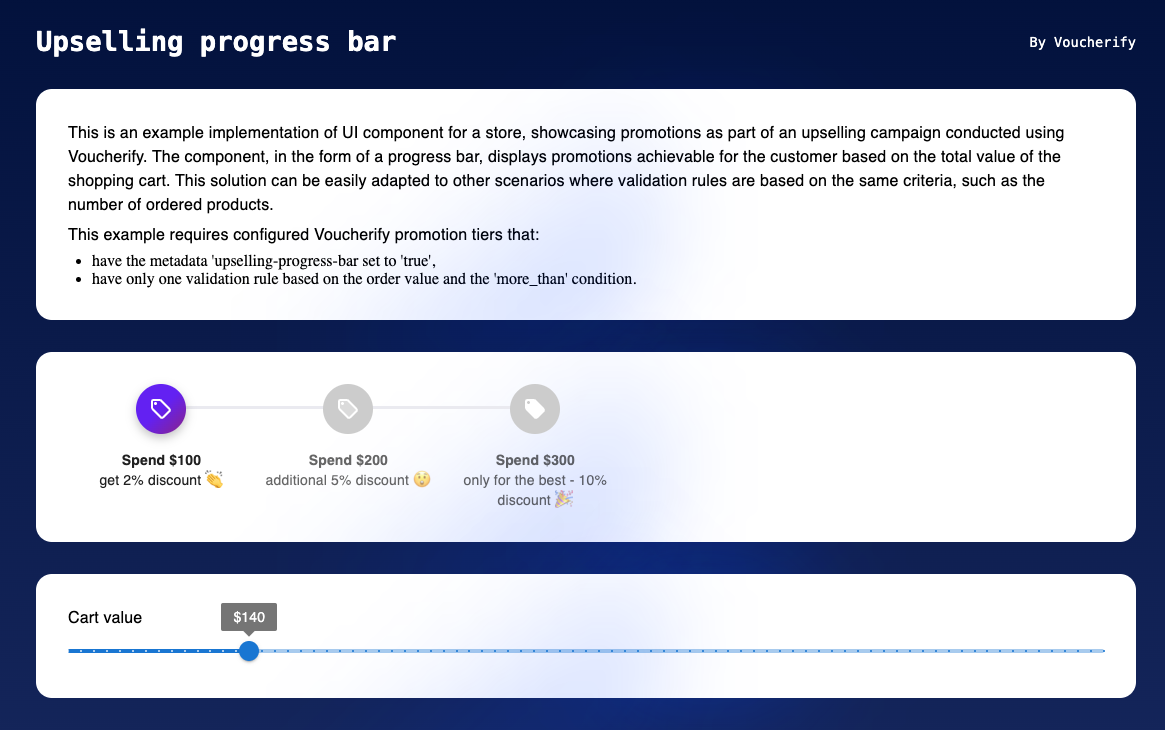 Upselling progress bar
By Voucherify
This is an example implementation of UI component for a store, showcasing promotions as part of an upselling campaign conducted using
Voucherify. The component, in the form of a progress bar, displays promotions achievable for the customer based on the total value of the
shopping cart. This solution can be easily adapted to other scenarios where validation rules are based on the same criteria, such as the
number of ordered products.
This example requires configured Voucherify promotion tiers that:
• have the metadata 'upselling-progress-bar set to 'true',
• have only one validation rule based on the order value and the 'more_than' condition.
Spend $100
get 2% discount 👏
Spend $200
additional 5% discount 😲
Spend $300
only for the best - 10%
discount 🎉
Cart value
$140